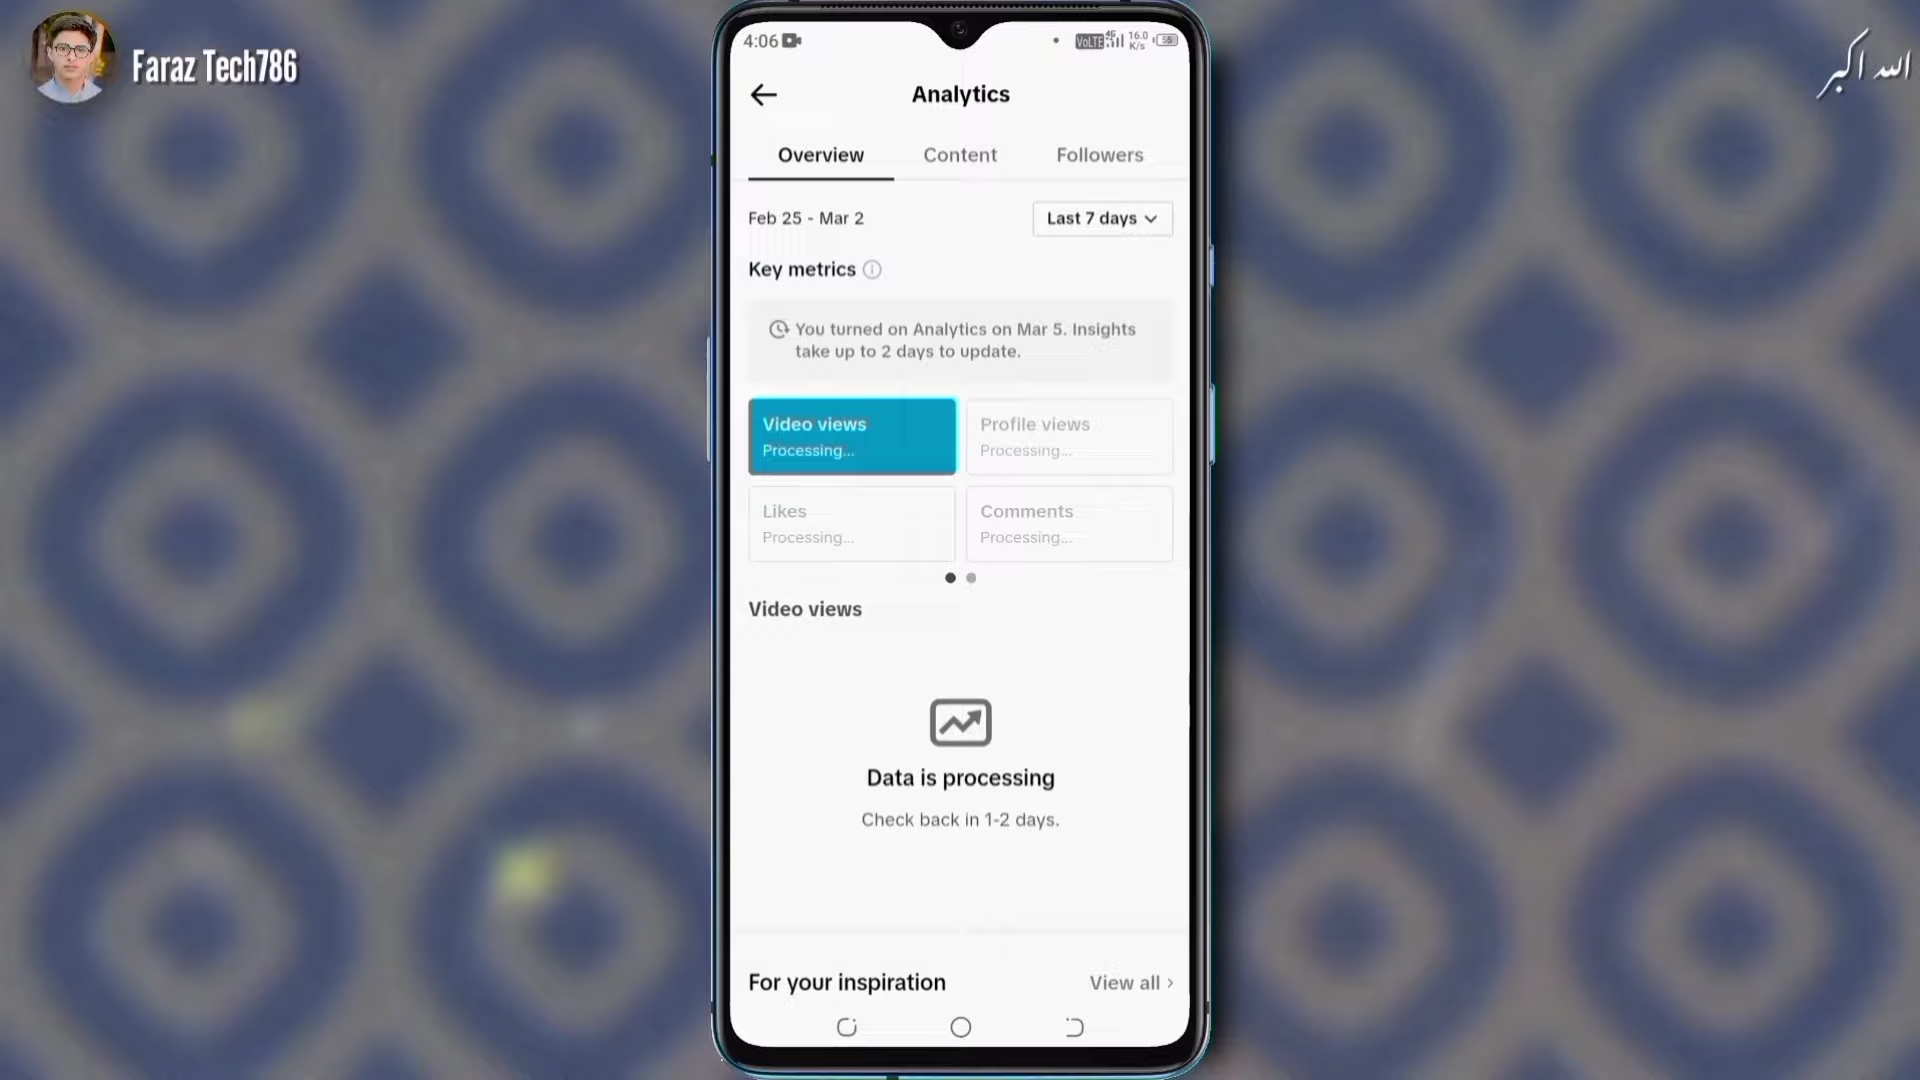 Faraz Tech786
الله اكبر
4:06
VoLTE 4G 16.0 K/s 55
Analytics
Overview Content Followers
Feb 25 - Mar 2 Last 7 days
Key metrics
You turned on Analytics on Mar 5. Insights
take up to 2 days to update.
Video views Profile views
Processing... Processing...
Likes Comments
Processing... Processing...
Video views
Data is processing
Check back in 1-2 days.
For your inspiration View all >